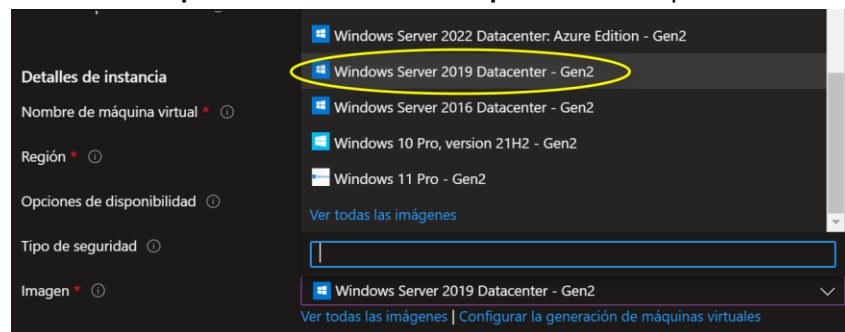 Windows Server 2022 Datacenter: Azure Edition - Gen2
Detalles de instancia
Windows Server 2019 Datacenter - Gen2
Nombre de máquina virtual *
Windows Server 2016 Datacenter - Gen2
Windows 10 Pro, version 21H2 - Gen2
Región *
Windows 11 Pro - Gen2
Opciones de disponibilidad
Ver todas las imágenes
Tipo de seguridad
Imagen *
Windows Server 2019 Datacenter - Gen2
Ver todas las imágenes | Configurar la generación de máquinas virtuales